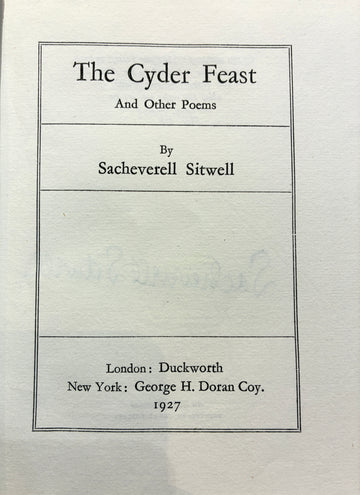 The Cyder Feast
And Other Poems
By
Sacheverell Sitwell
London: Duckworth
New York: George H. Doran Coy.
1927